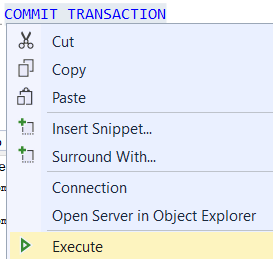 COMMIT TRANSACTION
Cut
Copy
Paste
Insert Snippet...
Surround With...
Connection
Open Server in Object Explorer
Execute